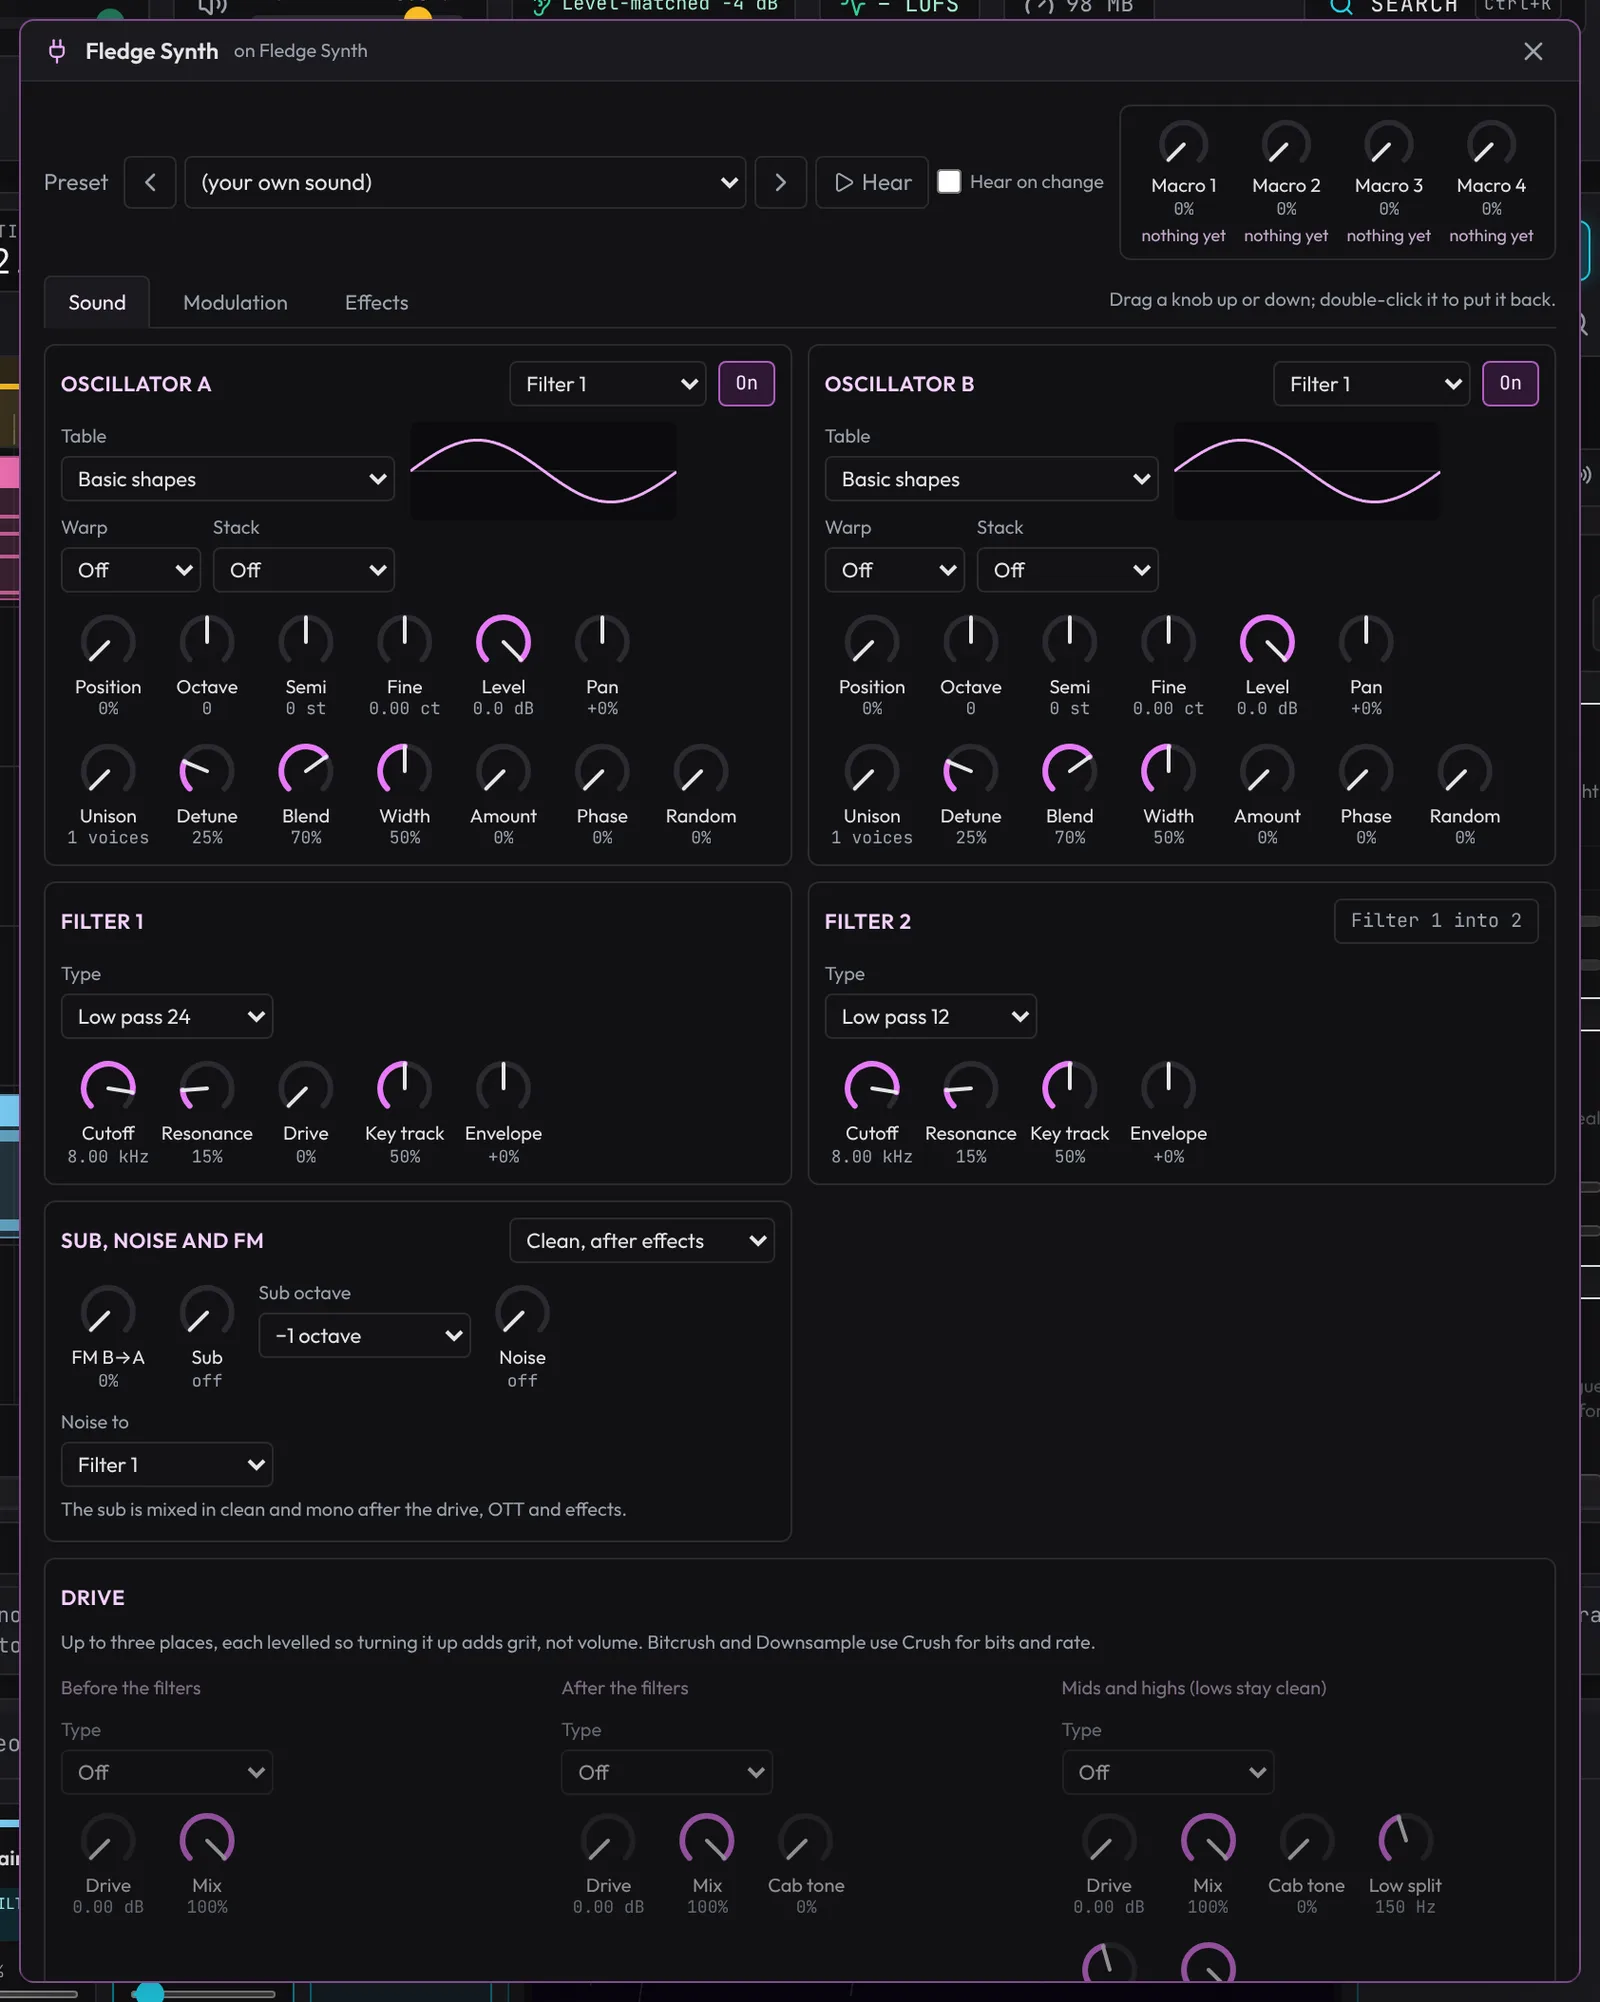 Level-matched -4 dB
– LUFS
98 MB
SEARCH
Ctrl+K
Fledge Synth
on Fledge Synth
Preset
(your own sound)
Hear
Hear on change
Macro 1
0%
nothing yet
Macro 2
0%
nothing yet
Macro 3
0%
nothing yet
Macro 4
0%
nothing yet
Sound
Modulation
Effects
Drag a knob up or down; double-click it to put it back.
OSCILLATOR A
Filter 1
On
Table
Basic shapes
Warp
Stack
Off
Off
Position
0%
Octave
0
Semi
0 st
Fine
0.00 ct
Level
0.0 dB
Pan
+0%
Unison
1 voices
Detune
25%
Blend
70%
Width
50%
Amount
0%
Phase
0%
Random
0%
OSCILLATOR B
Filter 1
On
Table
Basic shapes
Warp
Stack
Off
Off
Position
0%
Octave
0
Semi
0 st
Fine
0.00 ct
Level
0.0 dB
Pan
+0%
Unison
1 voices
Detune
25%
Blend
70%
Width
50%
Amount
0%
Phase
0%
Random
0%
FILTER 1
Type
Low pass 24
Cutoff
8.00 kHz
Resonance
15%
Drive
0%
Key track
50%
Envelope
+0%
FILTER 2
Filter 1 into 2
Type
Low pass 12
Cutoff
8.00 kHz
Resonance
15%
Key track
50%
Envelope
+0%
SUB, NOISE AND FM
Clean, after effects
FM B→A
0%
Sub
off
Sub octave
−1 octave
Noise
off
Noise to
Filter 1
The sub is mixed in clean and mono after the drive, OTT and effects.
DRIVE
Up to three places, each levelled so turning it up adds grit, not volume. Bitcrush and Downsample use Crush for bits and rate.
Before the filters
Type
Off
Drive
0.00 dB
Mix
100%
After the filters
Type
Off
Drive
0.00 dB
Mix
100%
Cab tone
0%
Mids and highs (lows stay clean)
Type
Off
Drive
0.00 dB
Mix
100%
Cab tone
0%
Low split
150 Hz